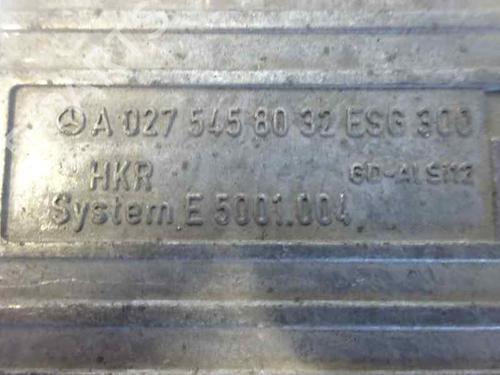 A 027 545 80 32 ESG 300
HKR GD-ALSi12
System E 5001.004